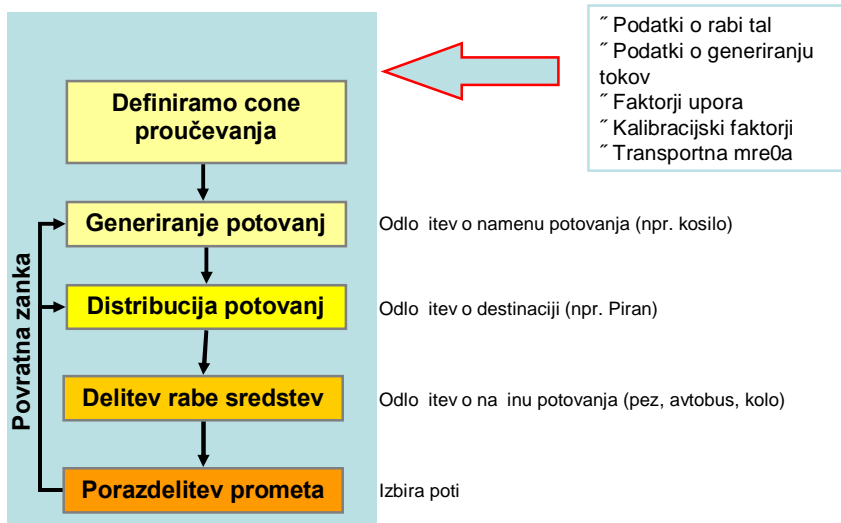 ˝ Podatki o rabi tal
˝ Podatki o generiranju
tokov
˝ Faktorji upora
˝ Kalibracijski faktorji
˝ Transportna mre0a
Definiramo cone
proučevanja
Generiranje potovanj
Odlo itev o namenu potovanja (npr. kosilo)
Distribucija potovanj
Odlo itev o destinaciji (npr. Piran)
Delitev rabe sredstev
Odlo itev o na inu potovanja (pez, avtobus, kolo)
Porazdelitev prometa
Izbira poti
Povratna zanka